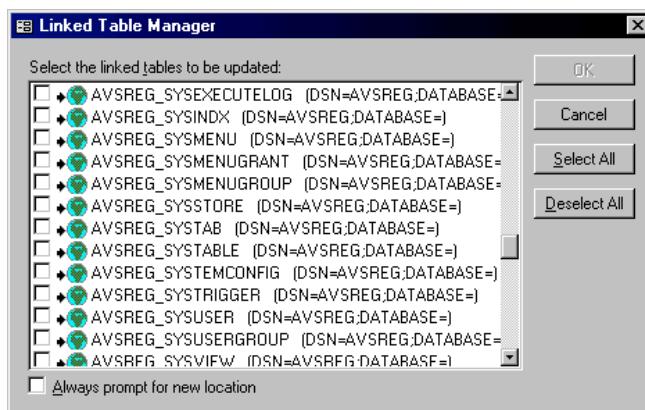 Linked Table Manager
Select the linked tables to be updated:
AVSREG_SYSEXECUTELOG (DSN=AVSREG;DATABASE=
AVSREG_SYSINDX (DSN=AVSREG;DATABASE=)
AVSREG_SYSMENU (DSN=AVSREG;DATABASE=)
AVSREG_SYSMENUGRANT (DSN=AVSREG;DATABASE=
AVSREG_SYSMENUGROUP (DSN=AVSREG;DATABASE=
AVSREG_SYSSTORE (DSN=AVSREG;DATABASE=)
AVSREG_SYSTAB (DSN=AVSREG;DATABASE=)
AVSREG_SYSTABLE (DSN=AVSREG;DATABASE=)
AVSREG_SYSTEMCONFIG (DSN=AVSREG;DATABASE=)
AVSREG_SYSTRIGGER (DSN=AVSREG;DATABASE=)
AVSREG_SYSUSER (DSN=AVSREG;DATABASE=)
AVSREG_SYSUSERGROUP (DSN=AVSREG;DATABASE=
AVSREG_SYSVIEW (DSN=AVSREG;DATABASE=)
Always prompt for new location
OK
Cancel
Select All
Deselect All